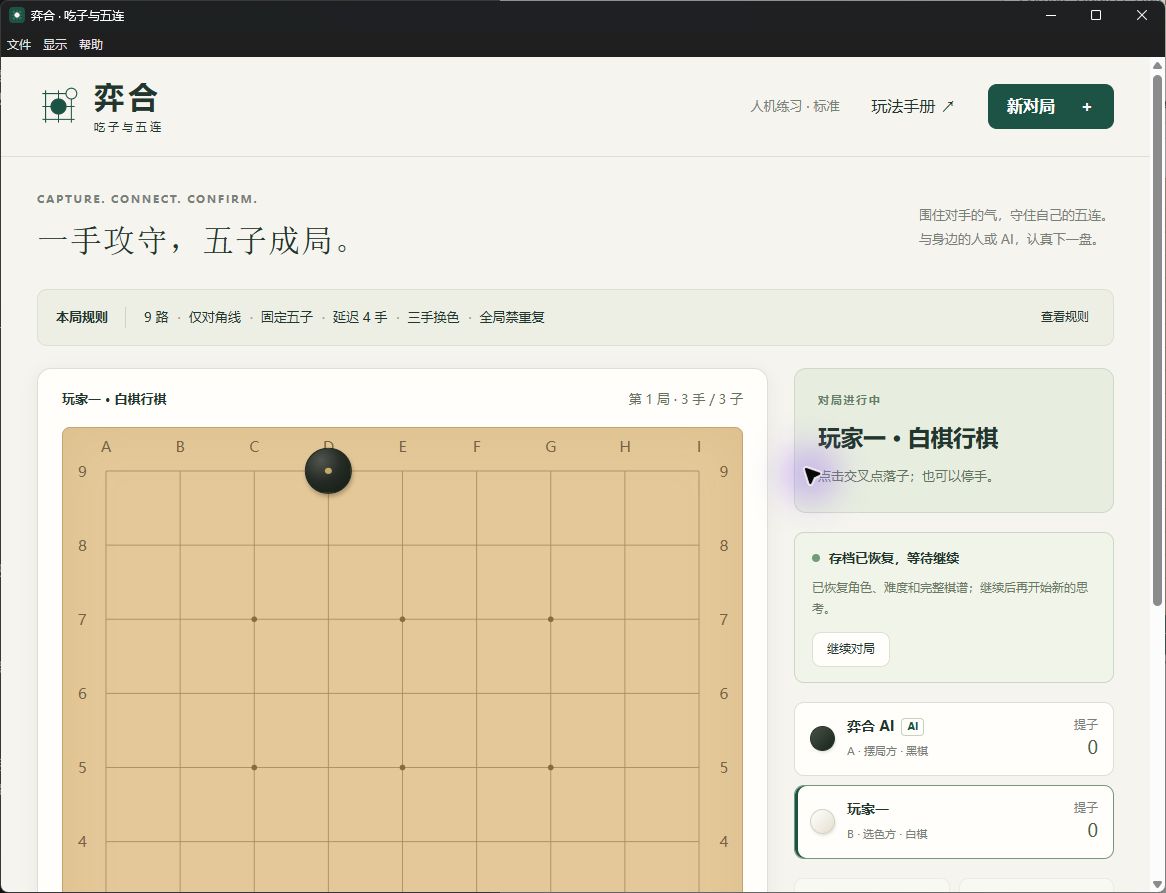 弈合 · 吃子与五连
文件 显示 帮助
弈合
吃子与五连
人机练习 · 标准
玩法手册 ↗
新对局 +
CAPTURE. CONNECT. CONFIRM.
一手攻守，五子成局。
围住对手的气，守住自己的五连。
与身边的人或 AI，认真下一盘。
本局规则 9 路 · 仅对角线 · 固定五子 · 延迟 4 手 · 三手换色 · 全局禁重复 查看规则
玩家一 • 白棋行棋
第 1 局 · 3 手 / 3 子
A B C D E F G H I
9 9
8 8
7 7
6 6
5 5
4 4
对局进行中
玩家一 • 白棋行棋
点击交叉点落子；也可以停手。
存档已恢复，等待继续
已恢复角色、难度和完整棋谱；继续后再开始新的思
考。
继续对局
弈合 AI AI
A · 摆局方 · 黑棋
提子
0
玩家一
B · 选色方 · 白棋
提子
0